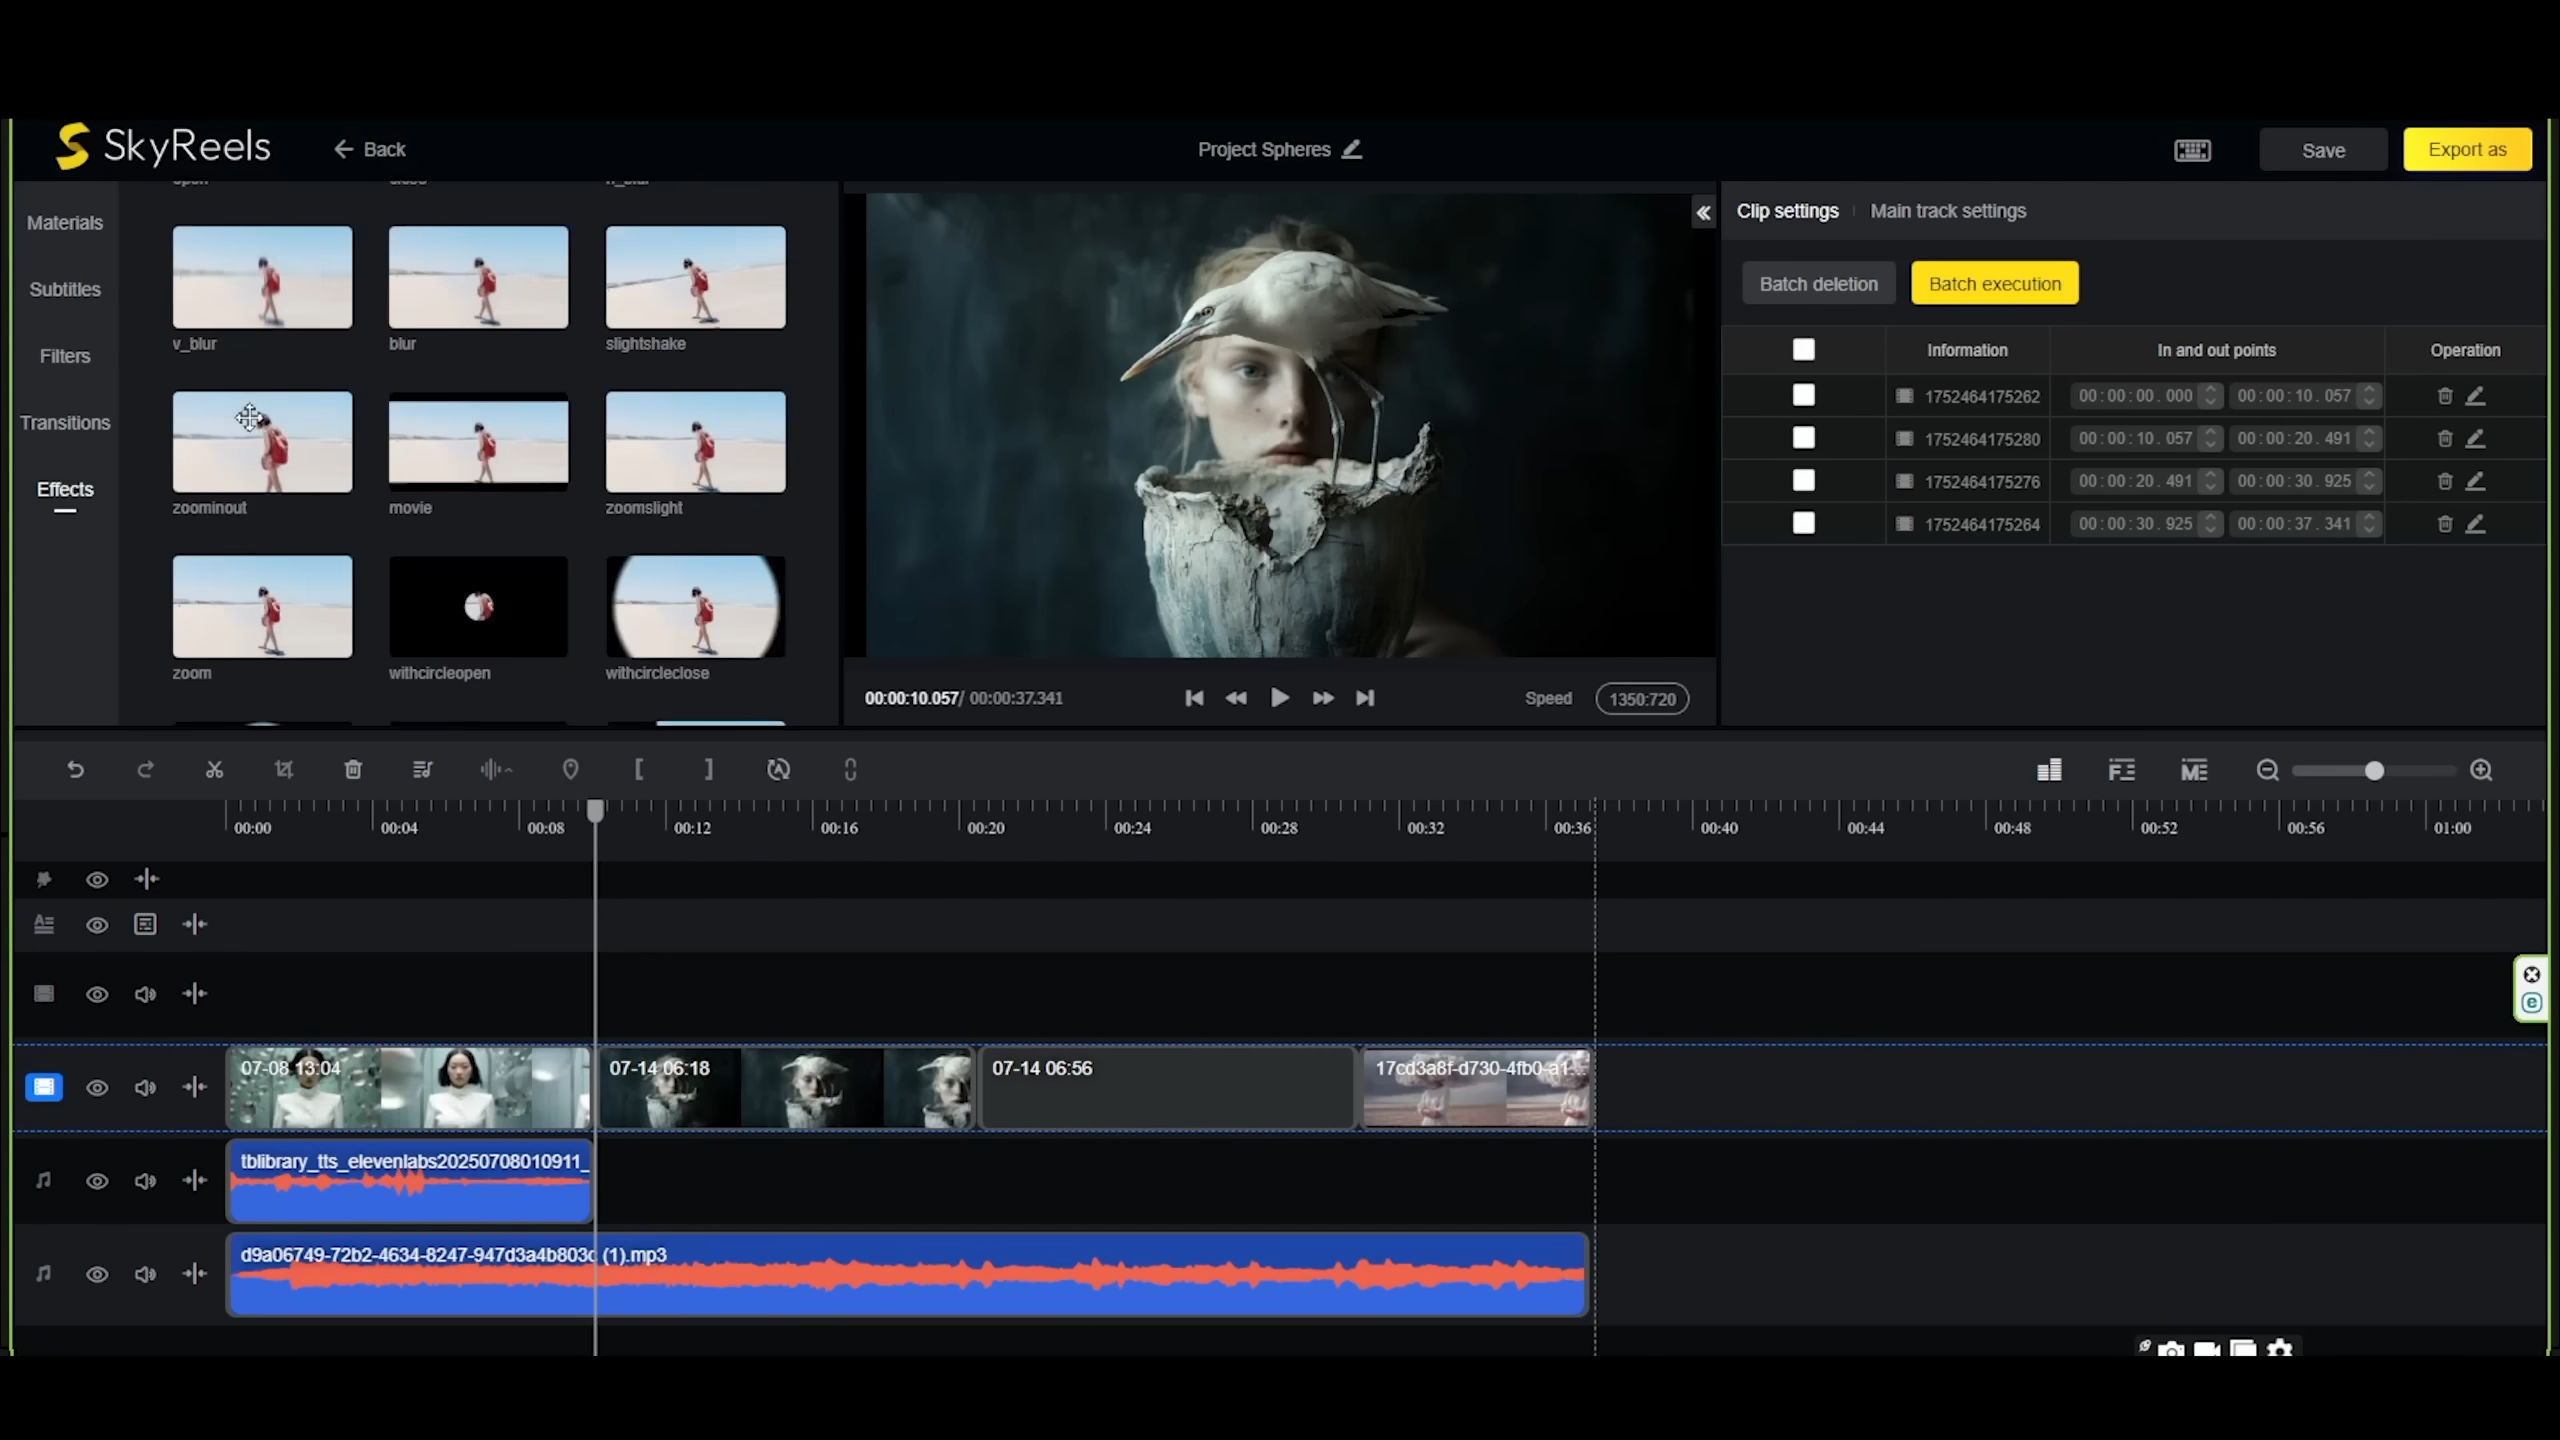 SkyReels
Back
Project Spheres
Save
Export as
Materials
Subtitles
Filters
Transitions
Effects
v_blur
blur
slightshake
zoominout
movie
zoomslight
zoom
withcircleopen
withcircleclose
00:00:10.057/ 00:00:37.341
Speed
1350:720
Clip settings
Main track settings
Batch deletion
Batch execution
Information
In and out points
Operation
1752464175262
00:00:00.000
00:00:10.057
1752464175280
00:00:10.057
00:00:20.491
1752464175276
00:00:20.491
00:00:30.925
1752464175264
00:00:30.925
00:00:37.341
00:00
00:04
00:08
00:12
00:16
00:20
00:24
00:28
00:32
00:36
00:40
00:44
00:48
00:52
00:56
01:00
07-08 13:04
07-14 06:18
07-14 06:56
17cd3a8f-d730-4fb0-a1...
tblibrary_tts_elevenlabs20250708010911_
d9a06749-72b2-4634-8247-947d3a4b803c (1).mp3